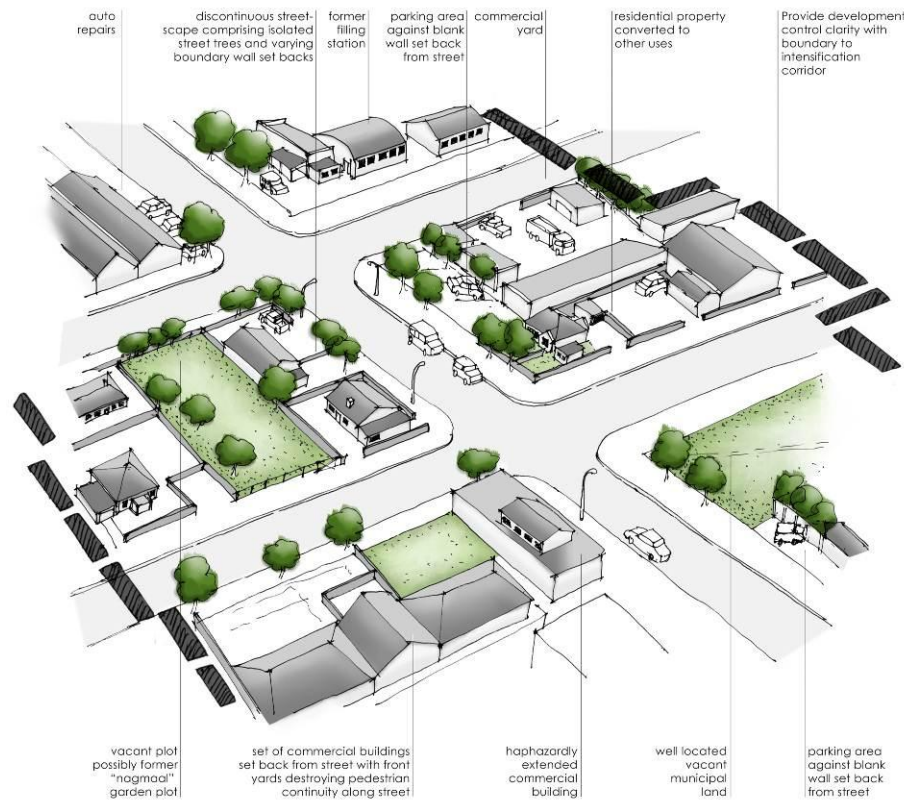 auto
repairs
discontinuous street-
scape comprising isolated
street trees and varying
boundary wall set backs
former
filling
station
parking area
against blank
wall set back
from street
commercial
yard
residential property
converted to
other uses
Provide development
control clarity with
boundary to
intensification
corridor
vacant plot
possibly former
"nagmaal"
garden plot
set of commercial buildings
set back from street with front
yards destroying pedestrian
continuity along street
haphazardly
extended
commercial
building
well located
vacant
municipal
land
parking area
against blank
wall set back
from street